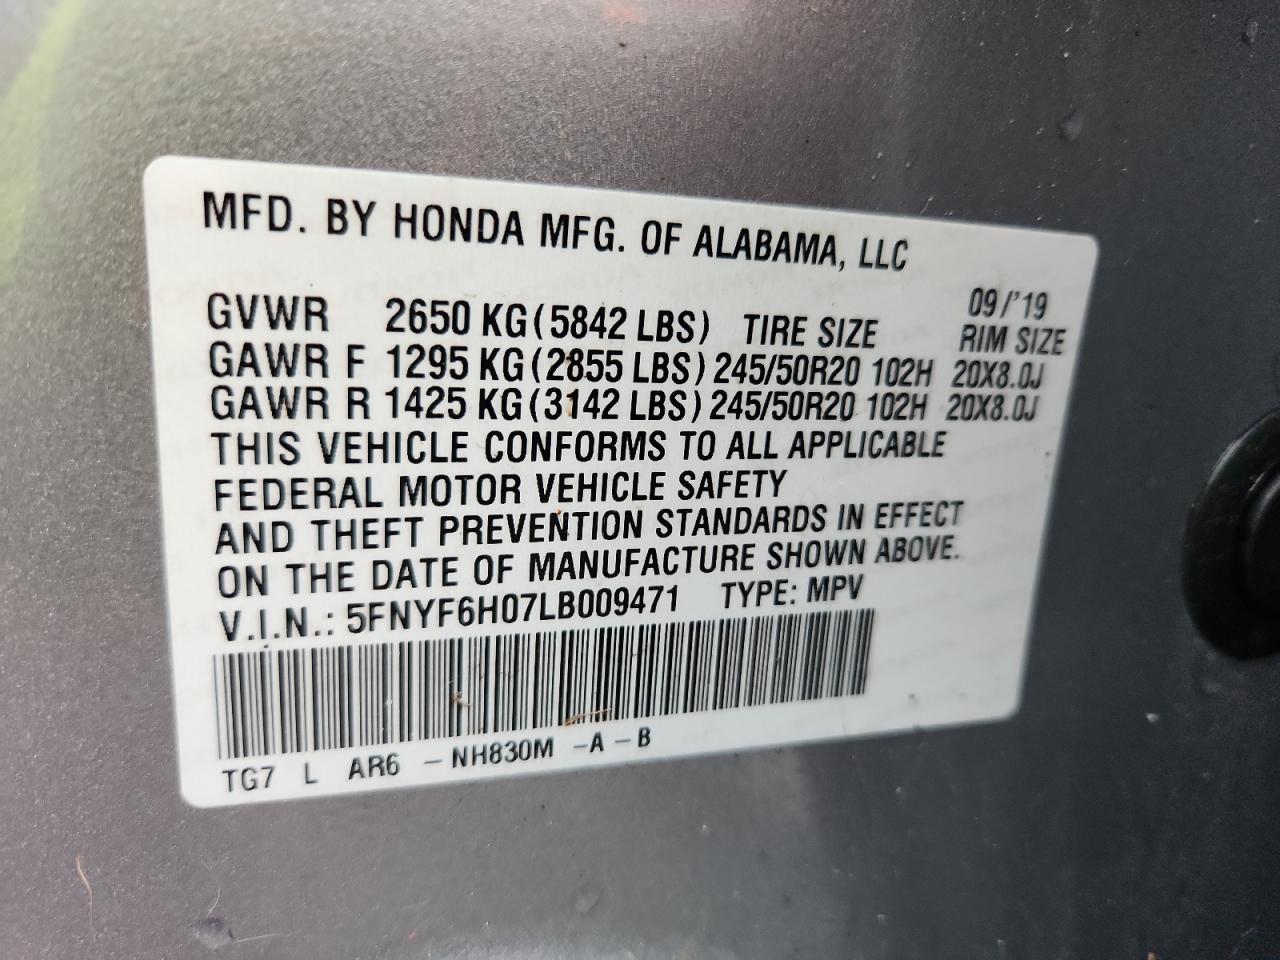 MFD. BY HONDA MFG. OF ALABAMA, LLC
09/'19
GVWR 2650 KG (5842 LBS) TIRE SIZE RIM SIZE
GAWR F 1295 KG (2855 LBS) 245/50R20 102H 20X8.0J
GAWR R 1425 KG (3142 LBS) 245/50R20 102H 20X8.0J
THIS VEHICLE CONFORMS TO ALL APPLICABLE
FEDERAL MOTOR VEHICLE SAFETY
AND THEFT PREVENTION STANDARDS IN EFFECT
ON THE DATE OF MANUFACTURE SHOWN ABOVE.
V.I.N.: 5FNYF6H07LB009471 TYPE: MPV
TG7 L AR6 -NH830M -A-B